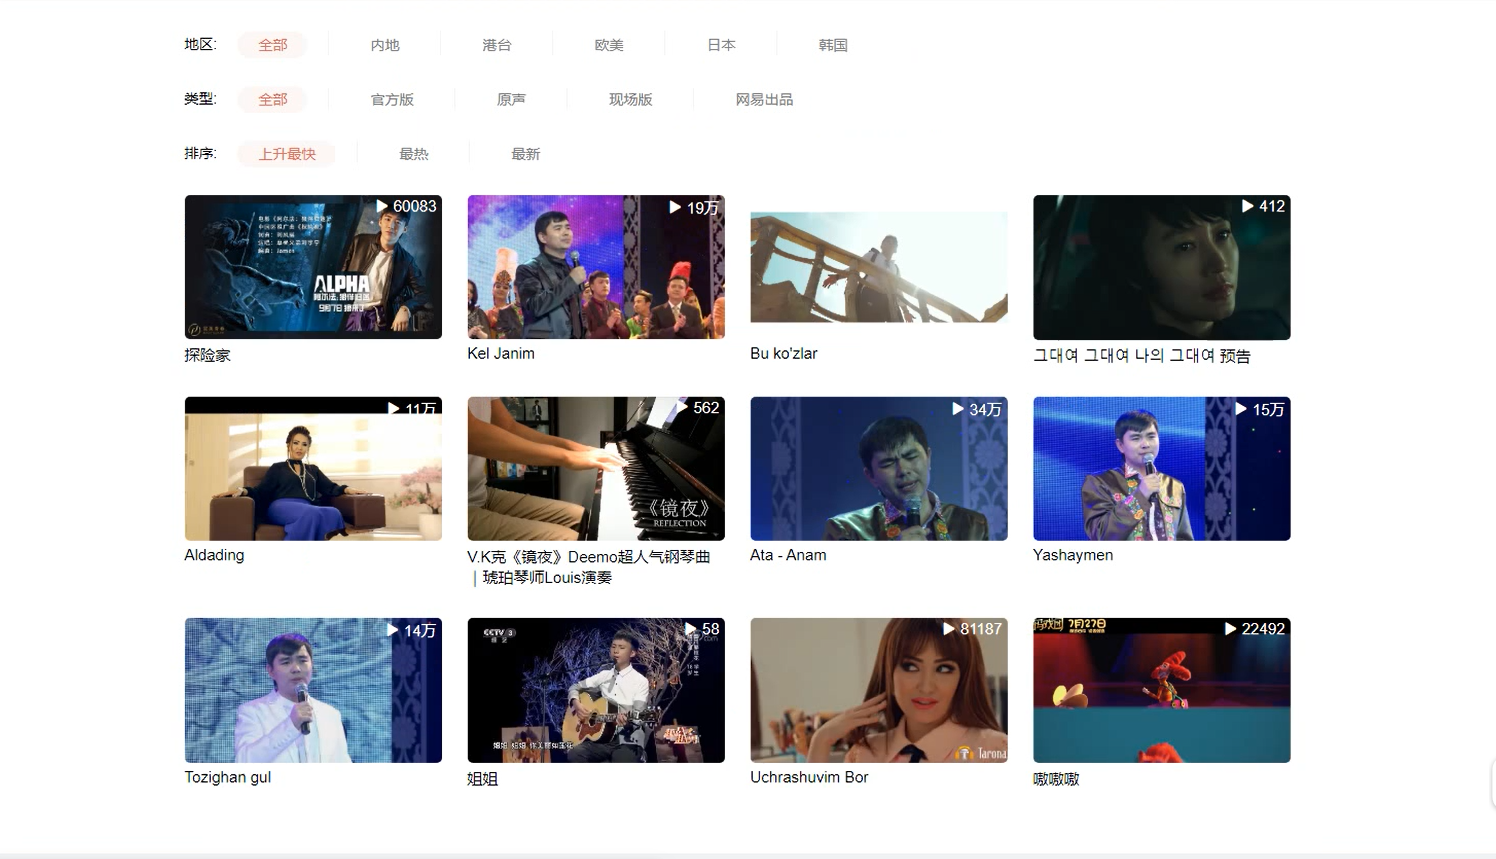 地区: 全部 内地 港台 欧美 日本 韩国
类型: 全部 官方版 原声 现场版 网易出品
排序: 上升最快 最热 最新
60083
19万
412
ALPHA
探险家
Kel Janim
Bu ko'zlar
그대여 그대여 나의 그대여 预告
11万
562
34万
15万
《镜夜》
REFLECTION
Aldading
V.K克《镜夜》Deemo超人气钢琴曲
｜琥珀琴师Louis演奏
Ata - Anam
Yashaymen
14万
CCTV 3
58
81187
7月27日
22492
Tarona
Tozighan gul
姐姐
Uchrashuvim Bor
嗷嗷嗷